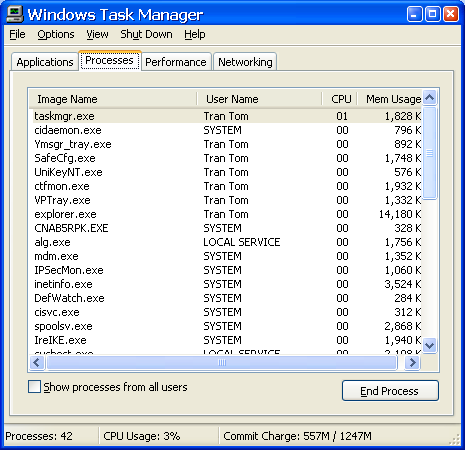 Windows Task Manager
File Options View Shut Down Help
Applications Processes Performance Networking
Image Name User Name CPU Mem Usage
taskmgr.exe Tran Tom 01 1,828 K
cidaemon.exe SYSTEM 00 796 K
Ymsgr_tray.exe Tran Tom 00 892 K
SafeCfg.exe Tran Tom 00 1,748 K
UniKeyNT.exe Tran Tom 00 576 K
ctfmon.exe Tran Tom 00 1,932 K
VPTray.exe Tran Tom 00 1,332 K
explorer.exe Tran Tom 00 14,180 K
CNAB5RPK.EXE SYSTEM 00 328 K
alg.exe LOCAL SERVICE 00 1,756 K
mdm.exe SYSTEM 00 1,352 K
IPSecMon.exe SYSTEM 00 1,060 K
inetinfo.exe SYSTEM 00 3,524 K
DefWatch.exe SYSTEM 00 284 K
cisvc.exe SYSTEM 00 312 K
spoolsv.exe SYSTEM 00 2,868 K
IreIKE.exe SYSTEM 00 1,940 K
svchost.exe LOCAL SERVICE 00 2,108 K
Show processes from all users
End Process
Processes: 42 CPU Usage: 3% Commit Charge: 557M / 1247M